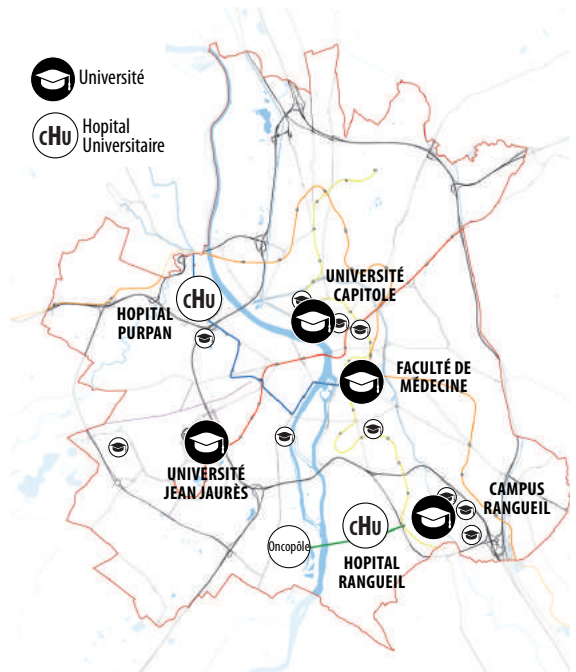 Université
cHu
Hopital
Universitaire
UNIVERSITÉ
CAPITOLE
cHu
HOPITAL
PURPAN
FACULTÉ DE
MÉDECINE
UNIVERSITÉ
JEAN JAURÈS
CAMPUS
RANGUEIL
cHu
Oncopôle
HOPITAL
RANGUEIL